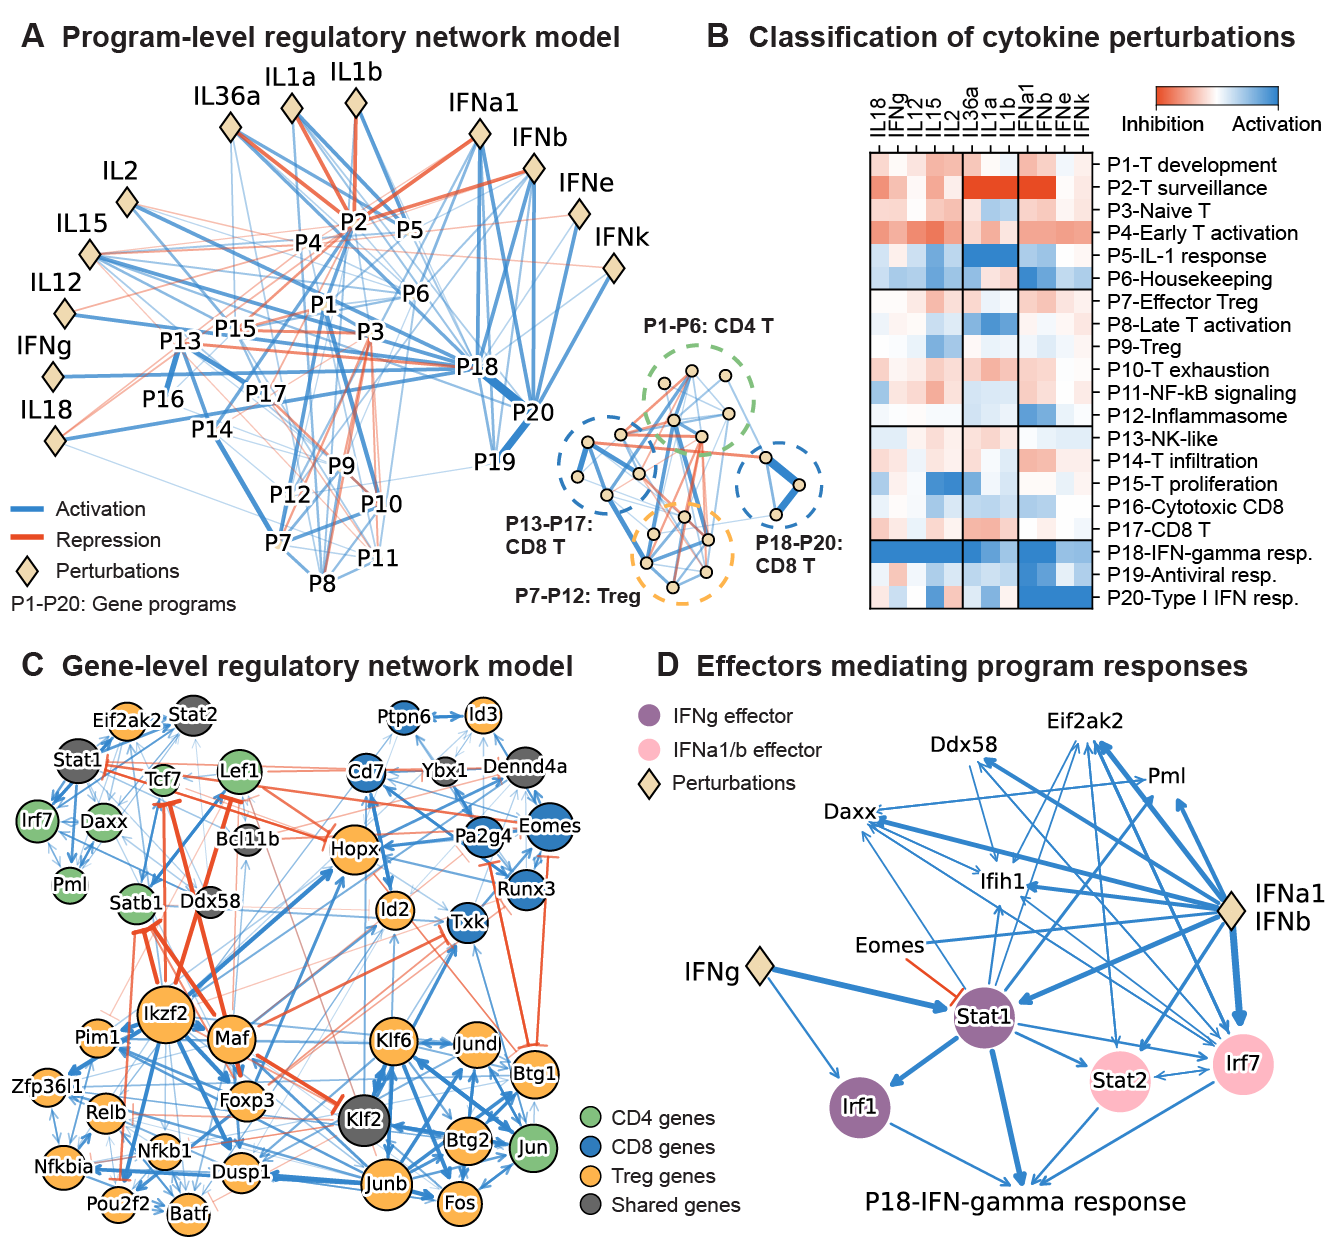 A Program-level regulatory network model
IL36a
IL1a
IL1b
IFNa1
IFNb
IFNe
IFNk
IL2
IL15
IL12
IFNg
IL18
P2
P4
P5
P6
P1
P15
P3
P13
P18
P16
P17
P20
P14
P19
P9
P12
P10
P7
P11
P8
Activation
Repression
Perturbations
P1-P20: Gene programs
P1-P6: CD4 T
P13-P17:
CD8 T
P18-P20:
CD8 T
P7-P12: Treg
B Classification of cytokine perturbations
IL18
IFNg
IL12
IL15
IL2
IL36a
IL1a
IL1b
IFNa1
IFNb
IFNe
IFNk
Inhibition Activation
P1-T development
P2-T surveillance
P3-Naive T
P4-Early T activation
P5-IL-1 response
P6-Housekeeping
P7-Effector Treg
P8-Late T activation
P9-Treg
P10-T exhaustion
P11-NF-kB signaling
P12-Inflammasome
P13-NK-like
P14-T infiltration
P15-T proliferation
P16-Cytotoxic CD8
P17-CD8 T
P18-IFN-gamma resp.
P19-Antiviral resp.
P20-Type I IFN resp.
C Gene-level regulatory network model
Eif2ak2
Stat2
Ptpn6
Id3
Stat1
Tcf7
Lef1
Cd7
Ybx1
Dennd4a
Irf7
Daxx
Bcl11b
Hopx
Pa2g4
Eomes
Pml
Satb1
Ddx58
Id2
Runx3
Txk
Ikzf2
Pim1
Maf
Klf6
Jund
Zfp36l1
Relb
Foxp3
Btg1
Klf2
Nfkbia
Nfkb1
Dusp1
Btg2
Jun
Pou2f2
Batf
Junb
Fos
CD4 genes
CD8 genes
Treg genes
Shared genes
D Effectors mediating program responses
IFNg effector
IFNa1/b effector
Perturbations
Eif2ak2
Ddx58
Pml
Daxx
Ifih1
IFNa1
IFNb
Eomes
IFNg
Stat1
Stat2
Irf7
Irf1
P18-IFN-gamma response